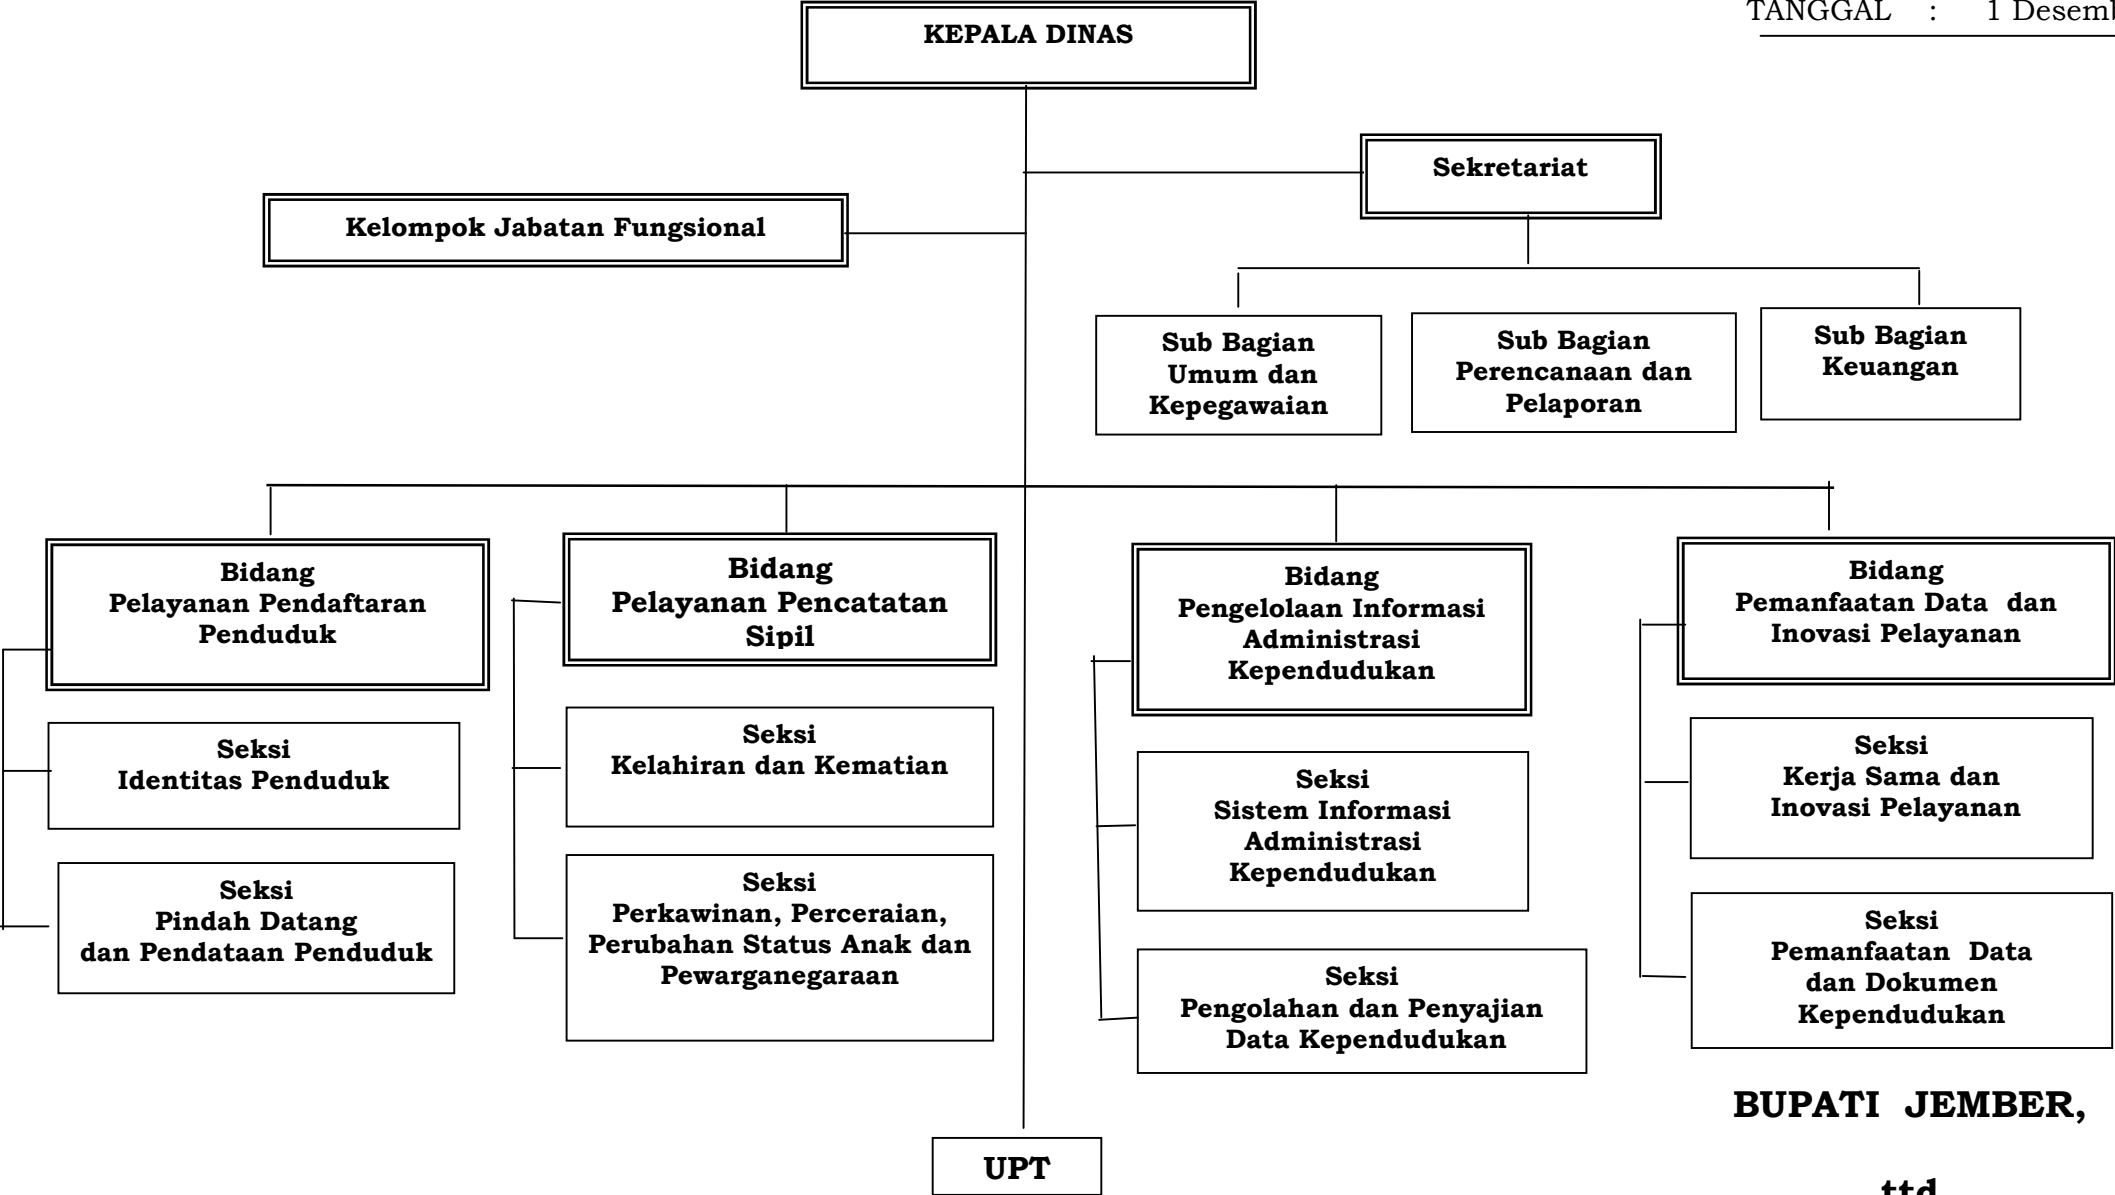 TANGGAL : 1 Desemb
KEPALA DINAS
Sekretariat
Kelompok Jabatan Fungsional
Sub Bagian
Umum dan
Kepegawaian
Sub Bagian
Perencanaan dan
Pelaporan
Sub Bagian
Keuangan
Bidang
Pelayanan Pendaftaran
Penduduk
Bidang
Pelayanan Pencatatan
Sipil
Bidang
Pengelolaan Informasi
Administrasi
Kependudukan
Bidang
Pemanfaatan Data dan
Inovasi Pelayanan
Seksi
Identitas Penduduk
Seksi
Kelahiran dan Kematian
Seksi
Sistem Informasi
Administrasi
Kependudukan
Seksi
Kerja Sama dan
Inovasi Pelayanan
Seksi
Pindah Datang
dan Pendataan Penduduk
Seksi
Perkawinan, Perceraian,
Perubahan Status Anak dan
Pewarganegaraan
Seksi
Pengolahan dan Penyajian
Data Kependudukan
Seksi
Pemanfaatan Data
dan Dokumen
Kependudukan
BUPATI JEMBER,
UPT
ttd